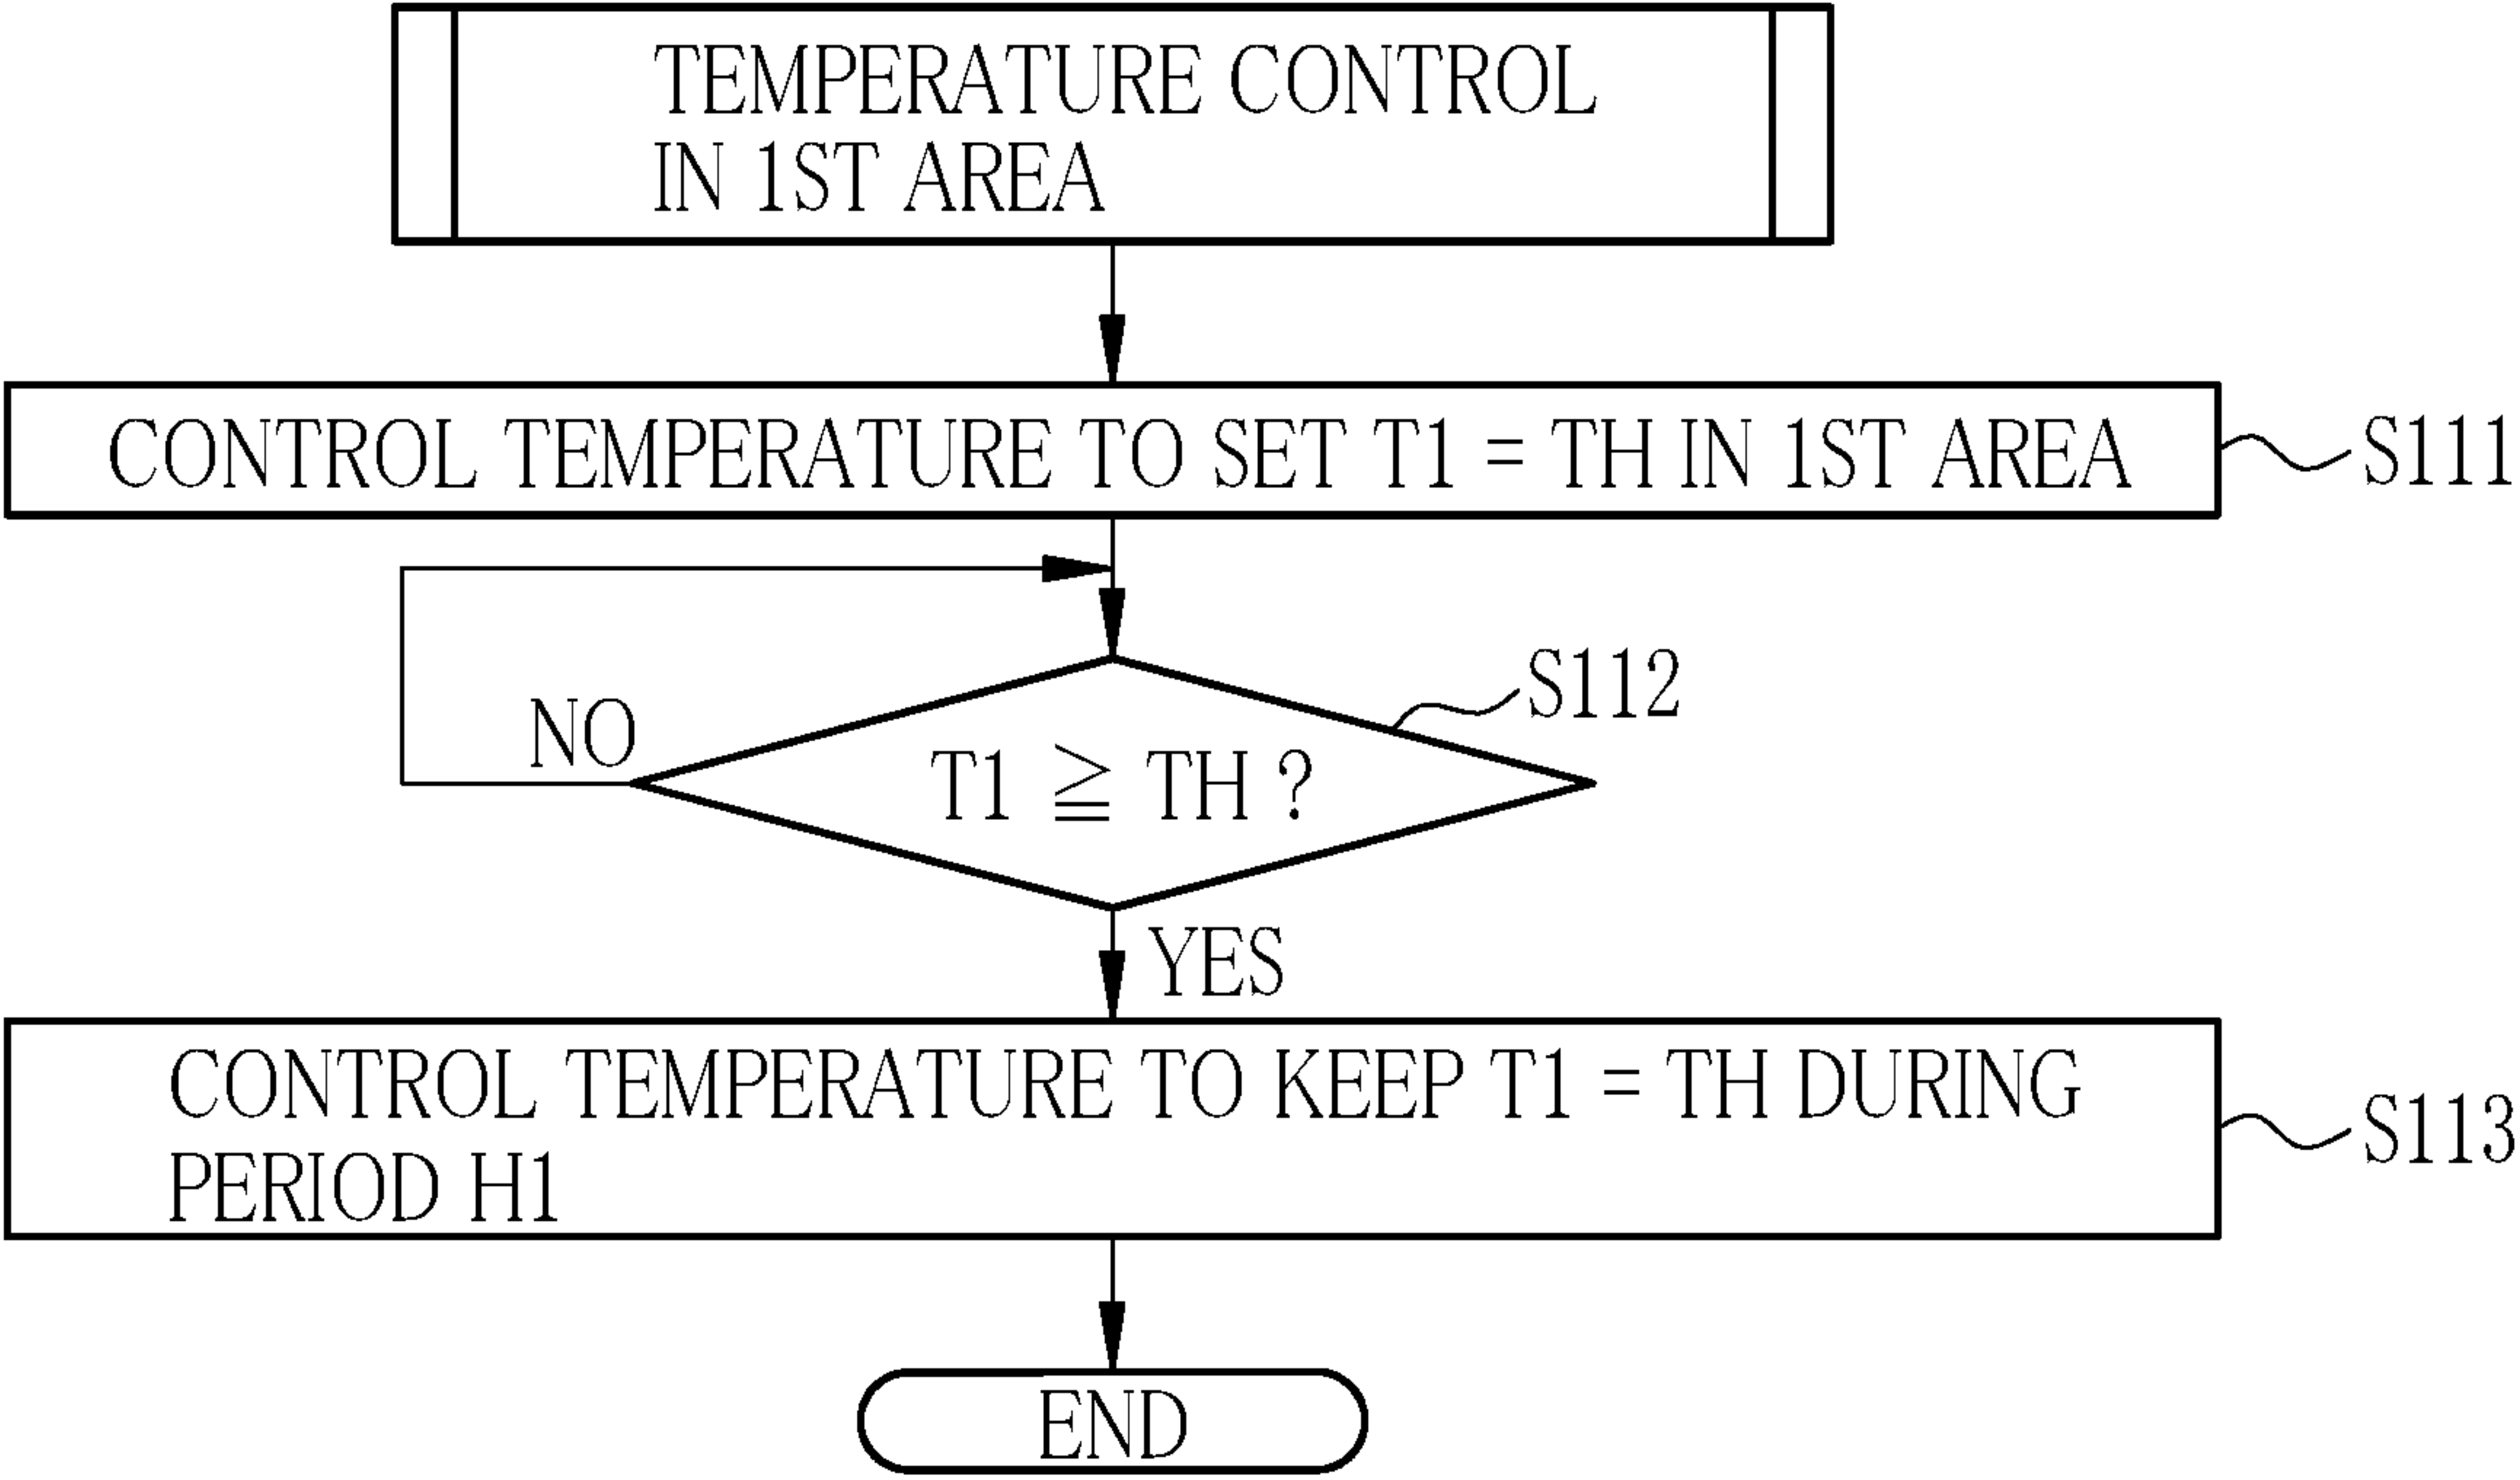 TEMPERATURE CONTROL
IN 1ST AREA
CONTROL TEMPERATURE TO SET T1 = TH IN 1ST AREA
S111
S112
NO
T1 ≧ TH ?
YES
CONTROL TEMPERATURE TO KEEP T1 = TH DURING
PERIOD H1
S113
END